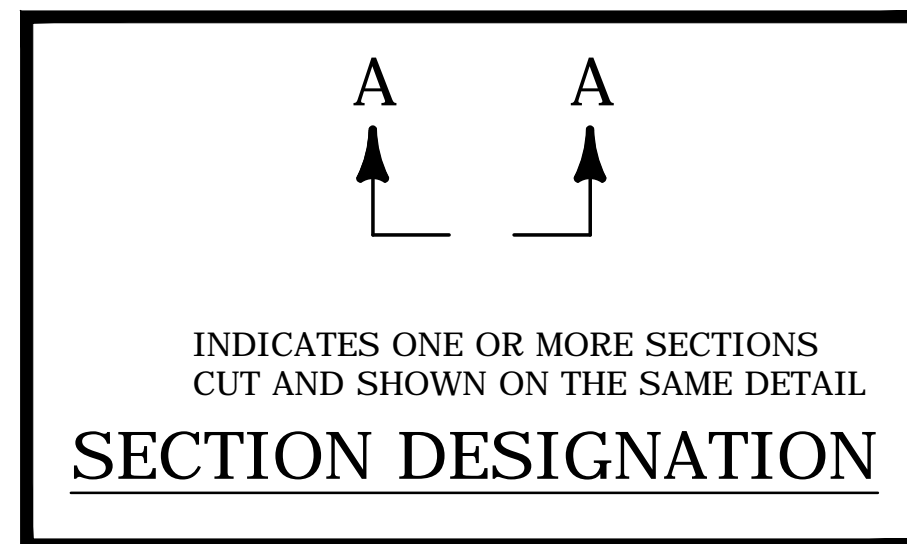 A A
INDICATES ONE OR MORE SECTIONS
CUT AND SHOWN ON THE SAME DETAIL
SECTION DESIGNATION